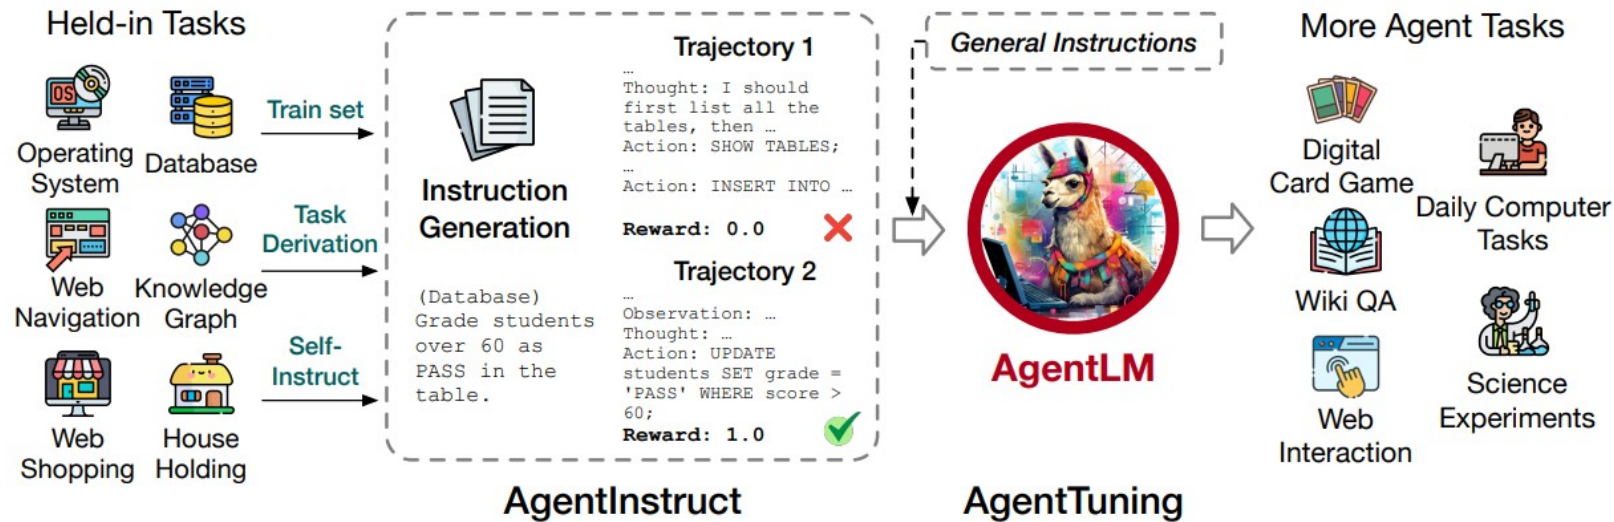 Held-in Tasks
OS
Operating
System
Database
Web
Navigation
Knowledge
Graph
Web
Shopping
House
Holding
Train set
Task
Derivation
Self-
Instruct
Instruction
Generation
(Database)
Grade students
over 60 as
PASS in the
table.
Trajectory 1
…
Thought: I should
first list all the
tables, then …
Action: SHOW TABLES;
…
Action: INSERT INTO …
Reward: 0.0
Trajectory 2
…
Observation: …
Thought: …
Action: UPDATE
students SET grade =
'PASS' WHERE score >
60;
Reward: 1.0
AgentInstruct
General Instructions
AgentLM
AgentTuning
More Agent Tasks
Digital
Card Game
Daily Computer
Tasks
Wiki QA
Science
Experiments
Web
Interaction